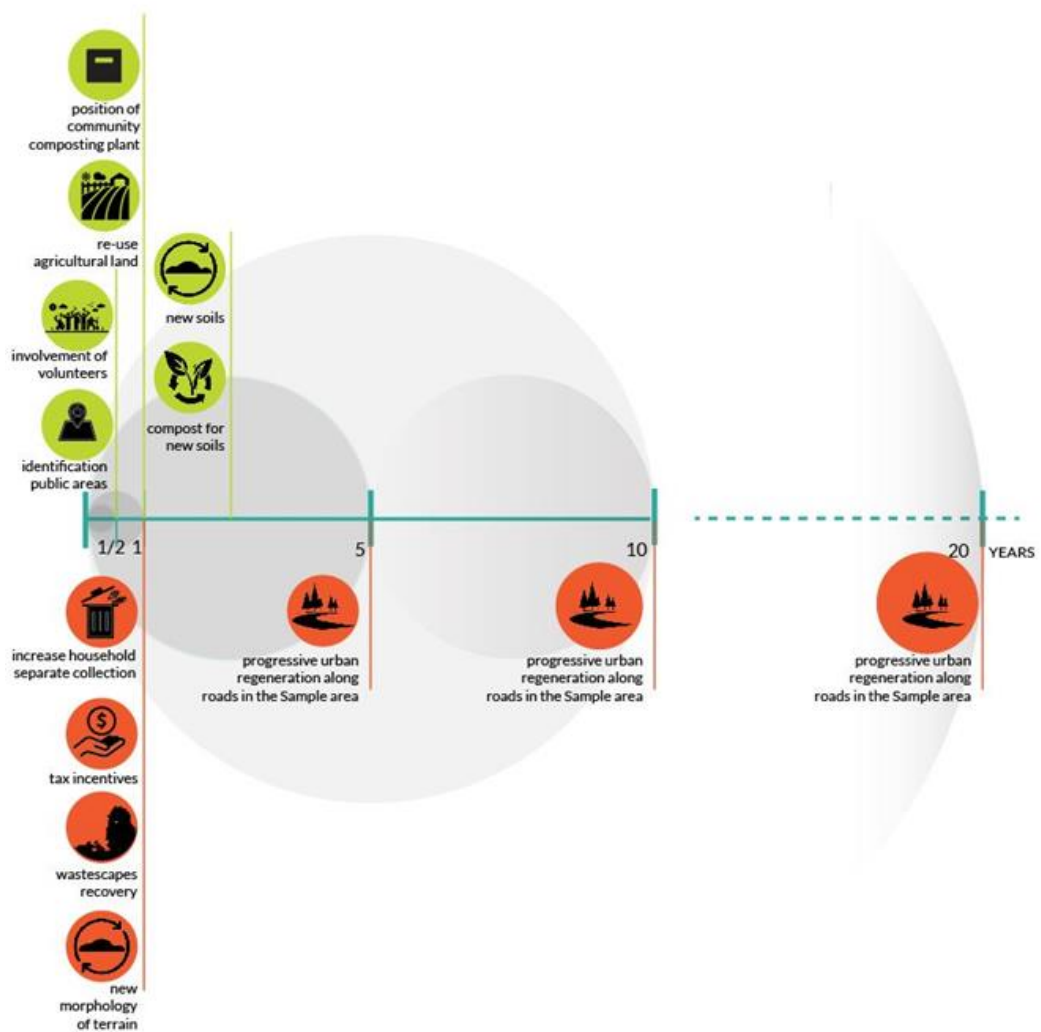 position of
community
composting plant
re-use
agricultural land
new soils
involvement of
volunteers
compost for
new soils
identification
public areas
1/2 1
5
10
20 YEARS
increase household
separate collection
progressive urban
regeneration along
roads in the Sample area
progressive urban
regeneration along
roads in the Sample area
progressive urban
regeneration along
roads in the Sample area
$
tax incentives
wastescapes
recovery
new
morphology
of terrain